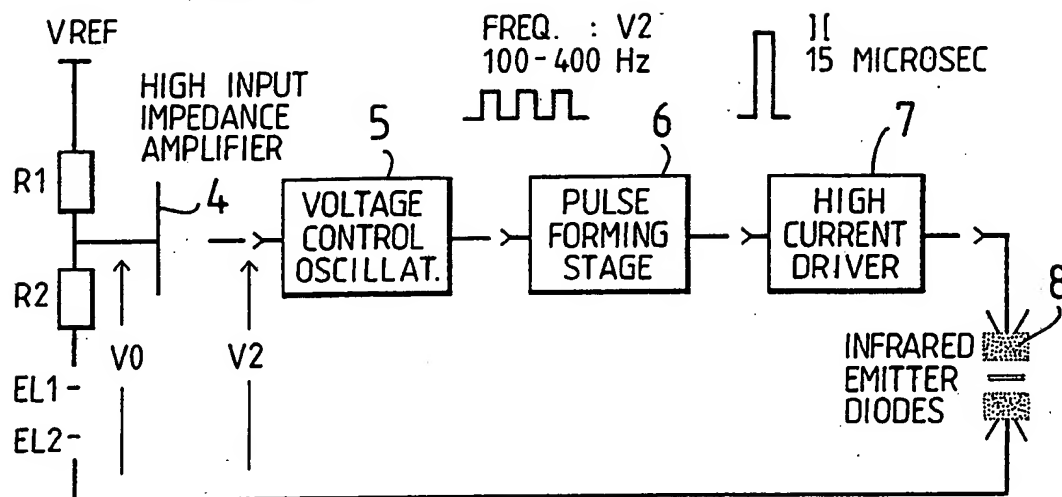 VREF
HIGH INPUT
IMPEDANCE
AMPLIFIER
4
R1
R2
V0
V2
EL1
EL2
5
VOLTAGE
CONTROL
OSCILLAT.
FREQ. : V2
100-400 Hz
6
PULSE
FORMING
STAGE
15 MICROSEC
7
HIGH
CURRENT
DRIVER
8
INFRARED
EMITTER
DIODES